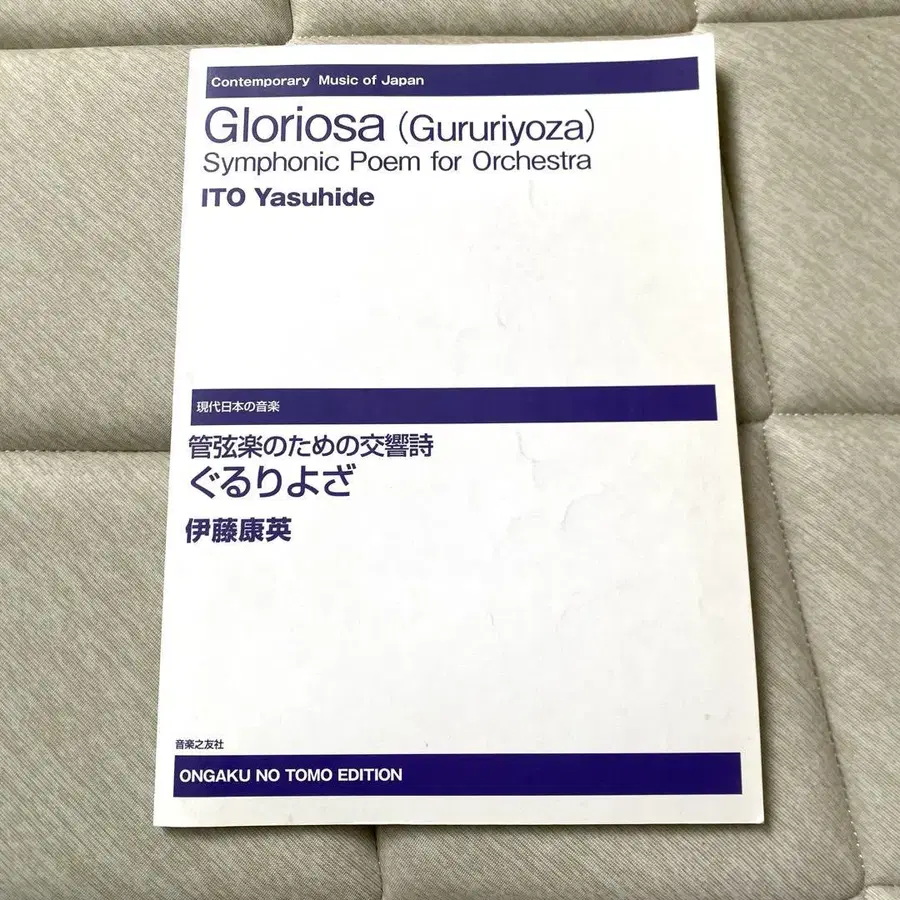 Contemporary Music of Japan
Gloriosa (Gururiyoza)
Symphonic Poem for Orchestra
ITO Yasuhide
現代日本の音楽
管弦楽のための交響詩
ぐるりよざ
伊藤康英
音楽之友社
ONGAKU NO TOMO EDITION